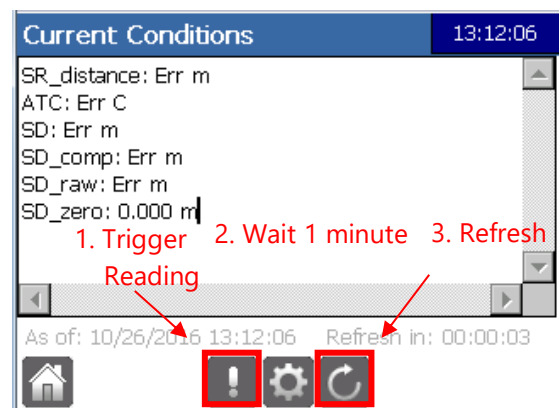 Current Conditions 13:12:06
SR_distance: Err m
ATC: Err C
SD: Err m
SD_comp: Err m
SD_raw: Err m
SD_zero: 0.000 m
1. Trigger Reading
2. Wait 1 minute
3. Refresh
As of: 10/26/2016 13:12:06 Refresh in: 00:00:03
!